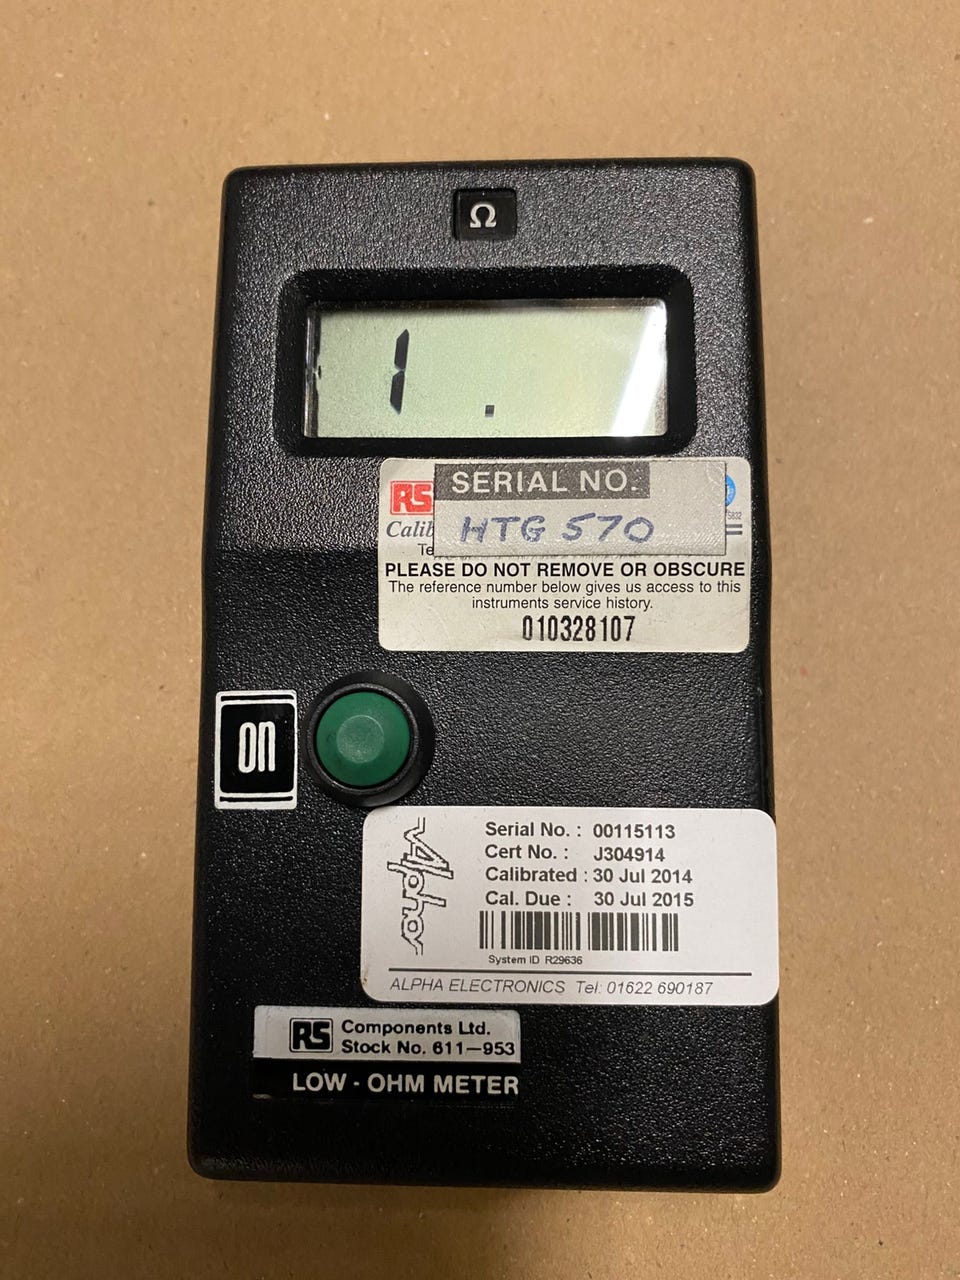 Ω
1 .
RS
SERIAL NO.
Calib
HTG 570
S832
PLEASE DO NOT REMOVE OR OBSCURE
The reference number below gives us access to this
instruments service history.
010328107
on
Alpha
Serial No. : 00115113
Cert No. : J304914
Calibrated : 30 Jul 2014
Cal. Due : 30 Jul 2015
System ID R29636
ALPHA ELECTRONICS Tel: 01622 690187
RS Components Ltd.
Stock No. 611-953
LOW - OHM METER